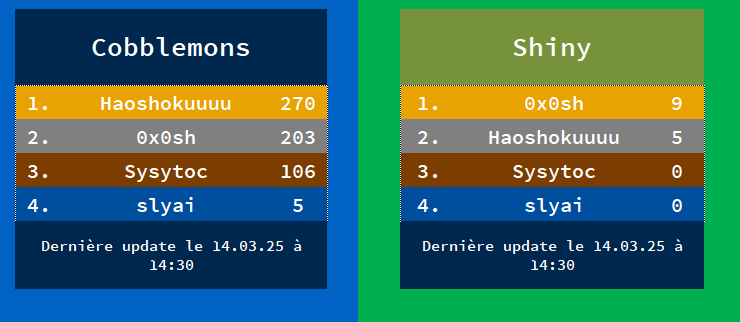 Cobblemons
1. Haoshokuuuu 270
2. 0x0sh 203
3. Sysytoc 106
4. slyai 5
Dernière update le 14.03.25 à
14:30
Shiny
1. 0x0sh 9
2. Haoshokuuuu 5
3. Sysytoc 0
4. slyai 0
Dernière update le 14.03.25 à
14:30